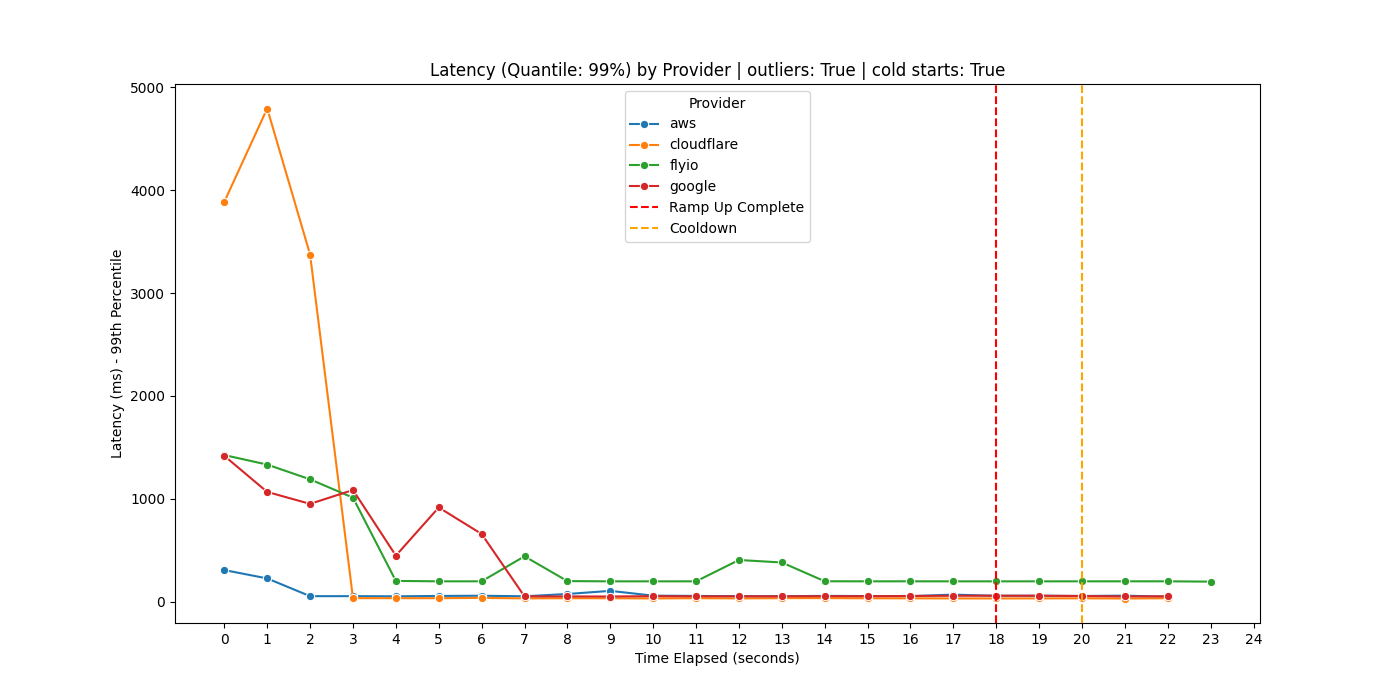 Latency (Quantile: 99%) by Provider | outliers: True | cold starts: True
Latency (ms) - 99th Percentile
5000
4000
3000
2000
1000
0
Provider
aws
cloudflare
flyio
google
Ramp Up Complete
Cooldown
0 1 2 3 4 5 6 7 8 9 10 11 12 13 14 15 16 17 18 19 20 21 22 23 24
Time Elapsed (seconds)